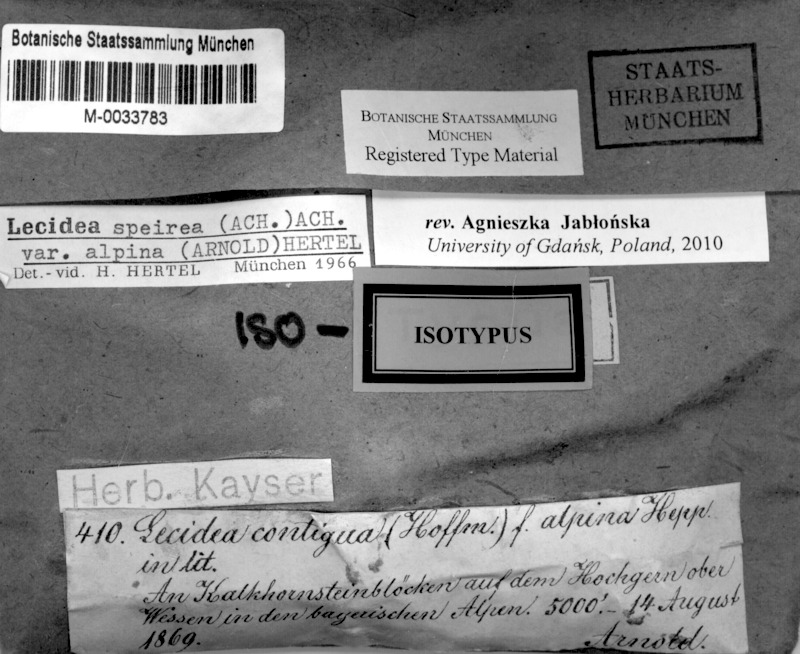 Botanische Staatssammlung München
M-0033783
BOTANISCHE STAATSSAMMLUNG
MÜNCHEN
Registered Type Material
STAATS-
HERBARIUM
MÜNCHEN
Lecidea speirea (ACH.)ACH.
var. alpina (ARNOLD)HERTEL
Det.- vid. H. HERTEL München 1966
rev. Agnieszka Jabłońska
University of Gdańsk, Poland, 2010
ISO-
ISOTYPUS
Herb. Kayser
410. Lecidea contigua (Hoffm.) f. alpina Hepp.
in lit.
An Kalkhornsteinblöcken auf dem Hochgern ober
Wessen in den bayerischen Alpen. 5000'.- 14 August
1869. Arnold.